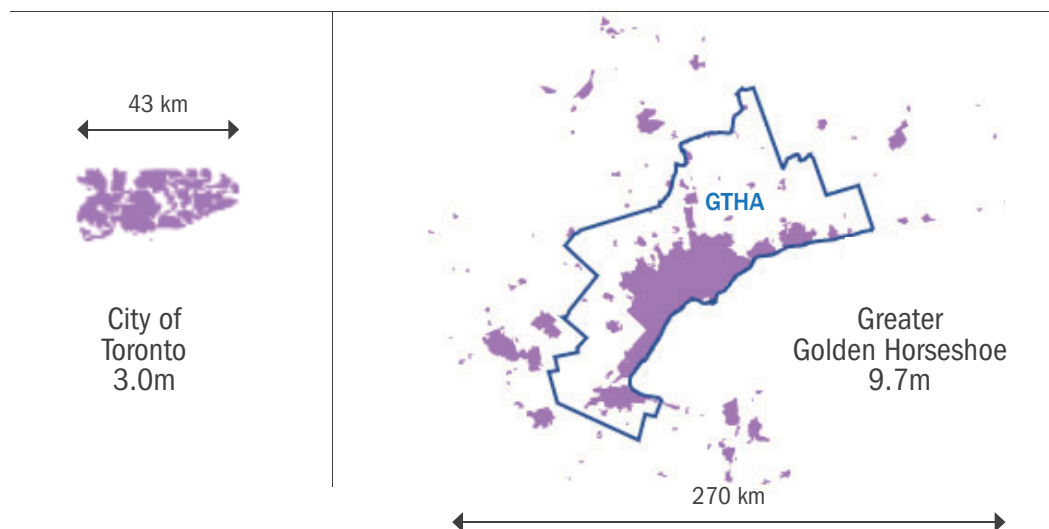 43 km
City of
Toronto
3.0m
GTHA
Greater
Golden Horseshoe
9.7m
270 km